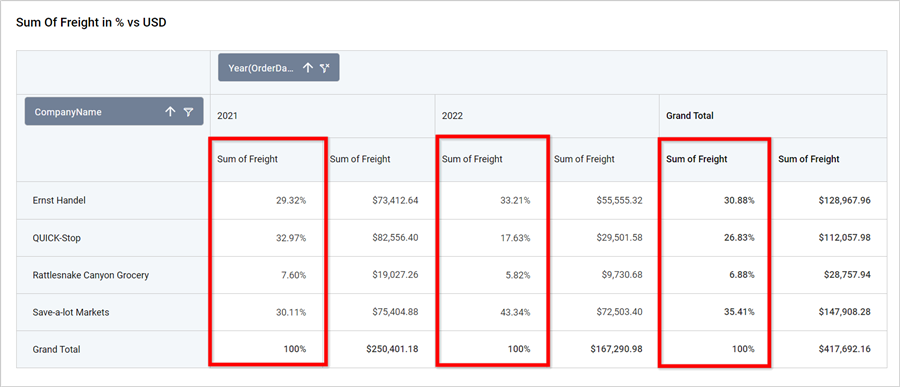 Sum Of Freight in % vs USD
Year(OrderDa...
CompanyName
2021 2022 Grand Total
Sum of Freight Sum of Freight Sum of Freight Sum of Freight Sum of Freight Sum of Freight
Ernst Handel 29.32% $73,412.64 33.21% $55,555.32 30.88% $128,967.96
QUICK-Stop 32.97% $82,556.40 17.63% $29,501.58 26.83% $112,057.98
Rattlesnake Canyon Grocery 7.60% $19,027.26 5.82% $9,730.68 6.88% $28,757.94
Save-a-lot Markets 30.11% $75,404.88 43.34% $72,503.40 35.41% $147,908.28
Grand Total 100% $250,401.18 100% $167,290.98 100% $417,692.16